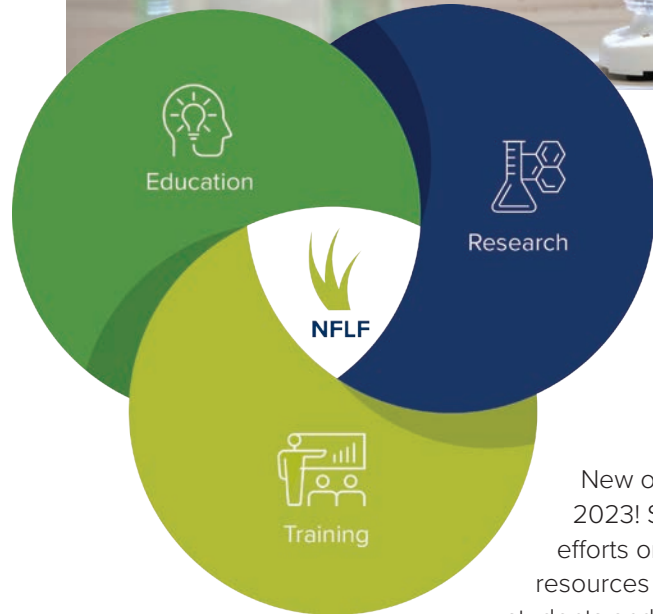 Education
Research
NFLF
Training
New o
2023! S
efforts o
resources